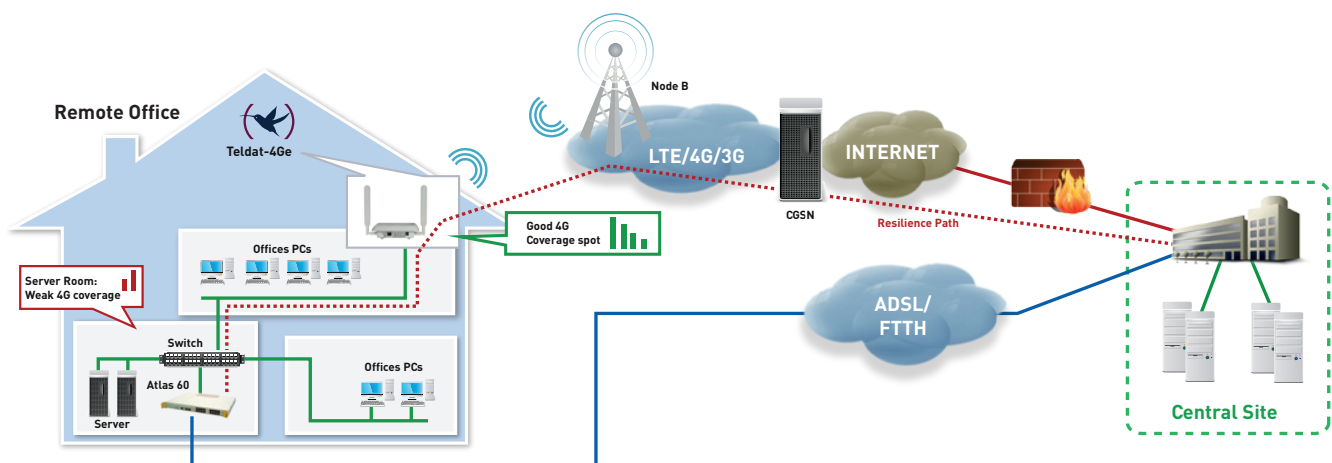 Remote Office
Teldat-4Ge
Node B
LTE/4G/3G
INTERNET
CGSN
Resilience Path
Good 4G
Coverage spot
Offices PCs
Server Room:
Weak 4G coverage
ADSL/
FTTH
Switch
Offices PCs
Atlas 60
Server
Central Site